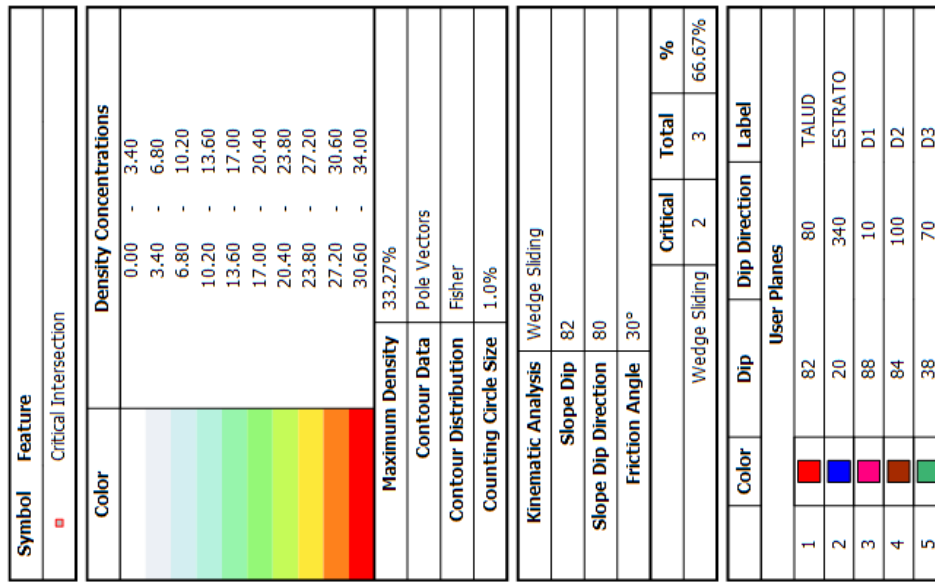 Symbol Feature
Critical Intersection
Color Density Concentrations
0.00 - 3.40
3.40 - 6.80
6.80 - 10.20
10.20 - 13.60
13.60 - 17.00
17.00 - 20.40
20.40 - 23.80
23.80 - 27.20
27.20 - 30.60
30.60 - 34.00
Maximum Density 33.27%
Contour Data Pole Vectors
Contour Distribution Fisher
Counting Circle Size 1.0%
Kinematic Analysis Wedge Sliding
Slope Dip 82
Slope Dip Direction 80
Friction Angle 30°
Critical Total %
Wedge Sliding 2 3 66.67%
Color Dip Dip Direction Label
User Planes
1 82 80 TALUD
2 20 340 ESTRATO
3 88 10 D1
4 84 100 D2
5 38 70 D3